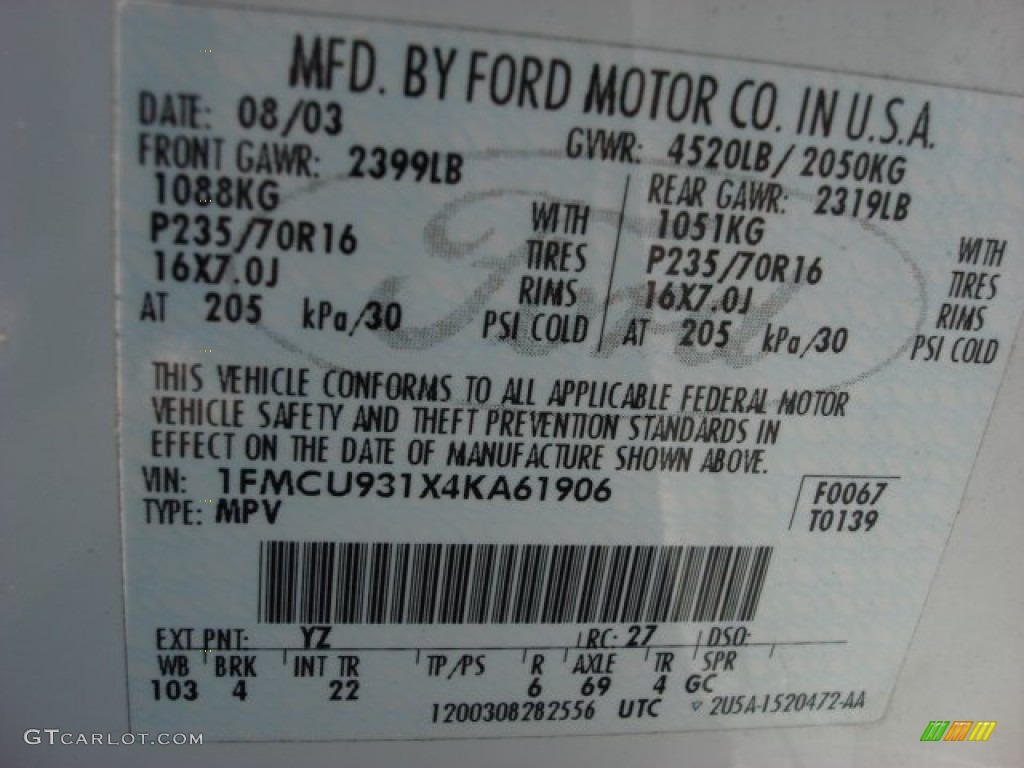 MFD. BY FORD MOTOR CO. IN U.S.A.
DATE: 08/03 GVWR: 4520LB/ 2050KG
FRONT GAWR: 2399LB REAR GAWR: 2319LB
1088KG WITH 1051KG WITH
P235/70R16 TIRES P235/70R16 TIRES
16X7.0J RIMS 16X7.0J RIMS
AT 205 kPa/30 PSI COLD AT 205 kPa/30 PSI COLD
Ford
THIS VEHICLE CONFORMS TO ALL APPLICABLE FEDERAL MOTOR
VEHICLE SAFETY AND THEFT PREVENTION STANDARDS IN
EFFECT ON THE DATE OF MANUFACTURE SHOWN ABOVE.
VIN: 1FMCU931X4KA61906 F0067
TYPE: MPV T0139
EXT PNT: YZ RC: 27 DSO:
WB BRK INT TR TP/PS R AXLE TR SPR
103 4 22 6 69 4 GC
1200308282556 UTC 2U5A-1520472-AA
GTCARLOT.COM